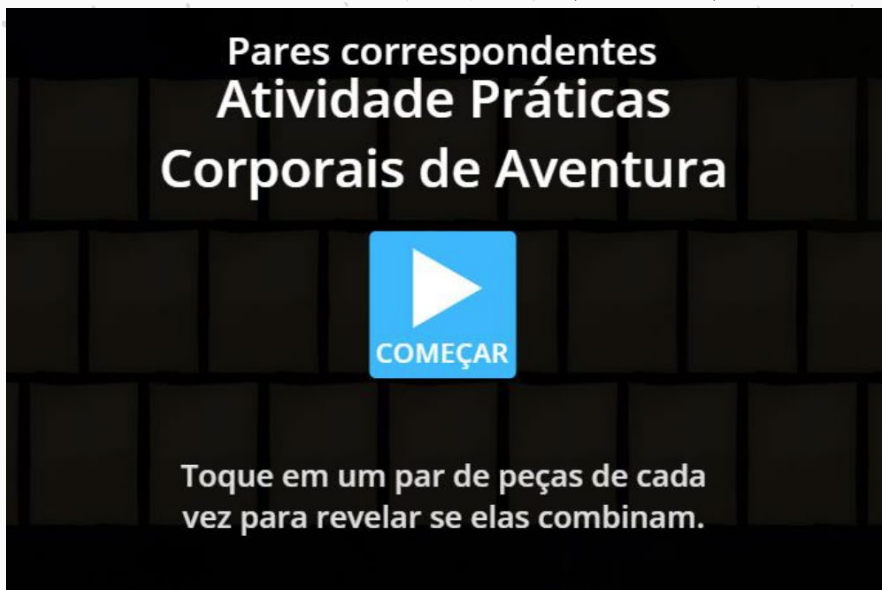 Pares correspondentes
Atividade Práticas
Corporais de Aventura
COMEÇAR
Toque em um par de peças de cada
vez para revelar se elas combinam.